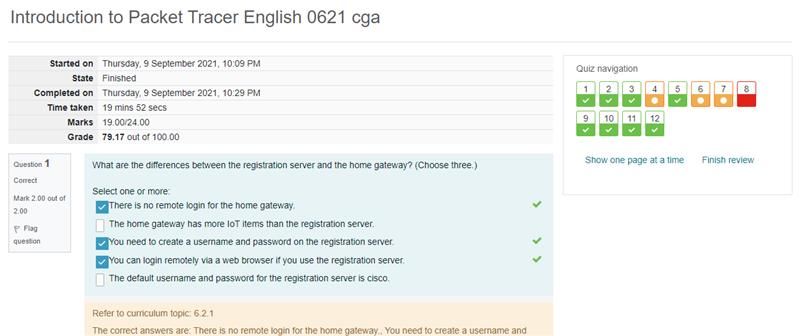 Introduction to Packet Tracer English 0621 cga
Started on Thursday, 9 September 2021, 10:09 PM
State Finished
Completed on Thursday, 9 September 2021, 10:29 PM
Time taken 19 mins 52 secs
Marks 19.00/24.00
Grade 79.17 out of 100.00
Quiz navigation
1 2 3 4 5 6 7 8
9 10 11 12
Show one page at a time Finish review
Question 1
Correct
Mark 2.00 out of
2.00
Flag
question
What are the differences between the registration server and the home gateway? (Choose three.)
Select one or more:
There is no remote login for the home gateway.
The home gateway has more IoT items than the registration server.
You need to create a username and password on the registration server.
You can login remotely via a web browser if you use the registration server.
The default username and password for the registration server is cisco.
Refer to curriculum topic: 6.2.1
The correct answers are: There is no remote login for the home gateway., You need to create a username and